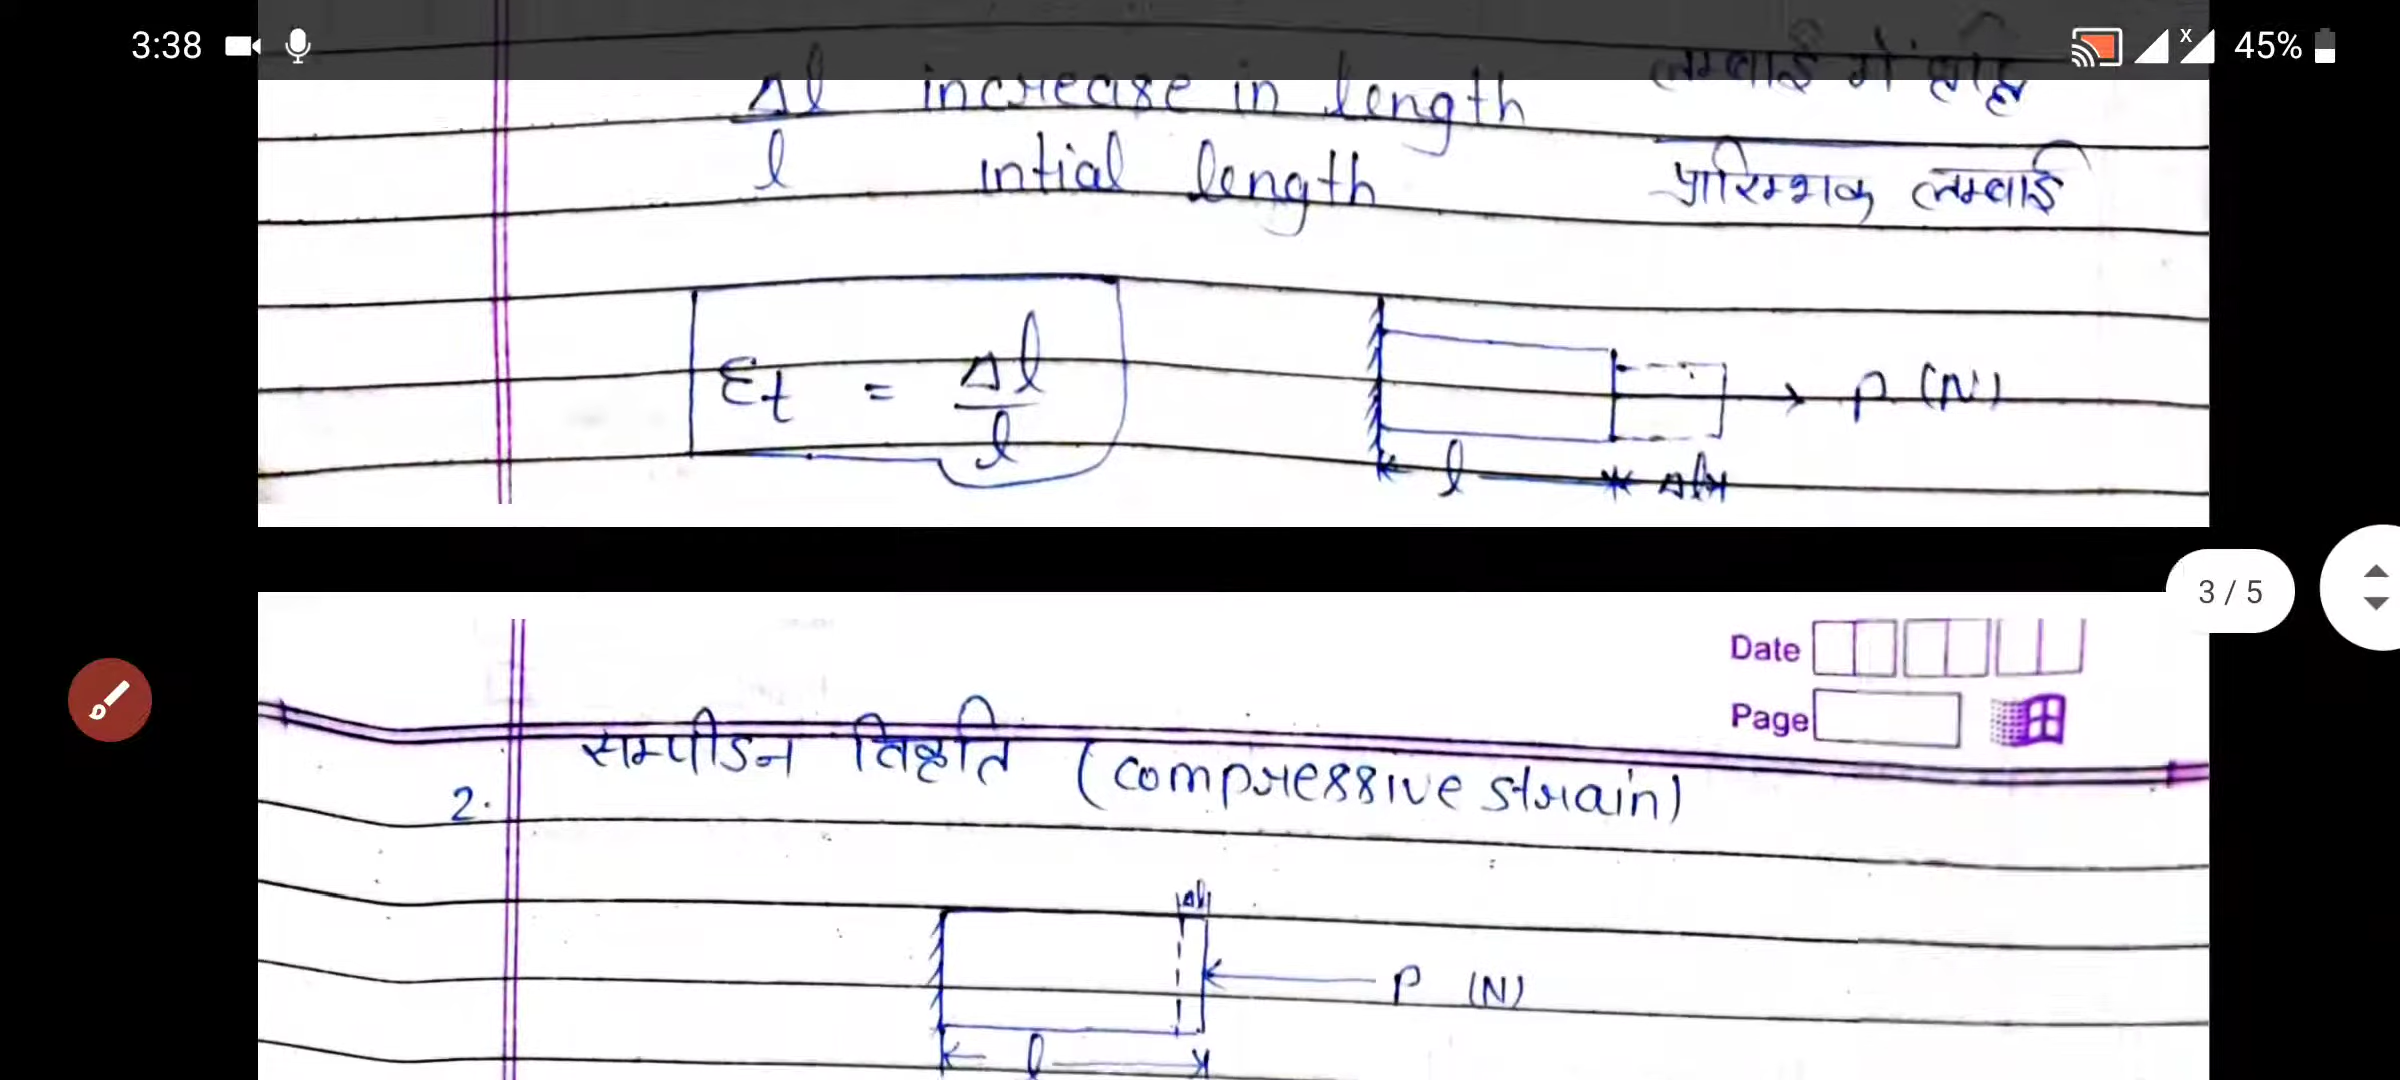 3:38
45%
Δl increase in length लम्बाई में वृद्धि
l intial length प्रारम्भिक लम्बाई
Et = Δl
l
P (N)
l Δl
3 / 5
Date
Page
2. सम्पीडन विकृति (compressive strain)
Δl
P (N)
l